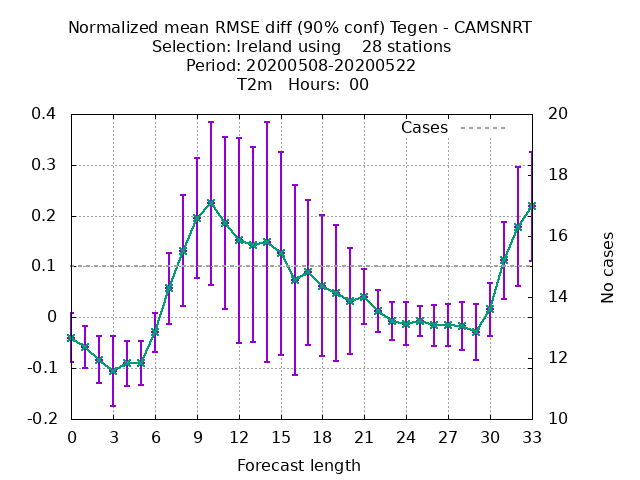 Normalized mean RMSE diff (90% conf) Tegen - CAMSNRT
Selection: Ireland using    28 stations
Period: 20200508-20200522
T2m   Hours:  00
Cases
0.4
0.3
0.2
0.1
0
-0.1
-0.2
20
18
16
14
12
10
No cases
0 3 6 9 12 15 18 21 24 27 30 33
Forecast length